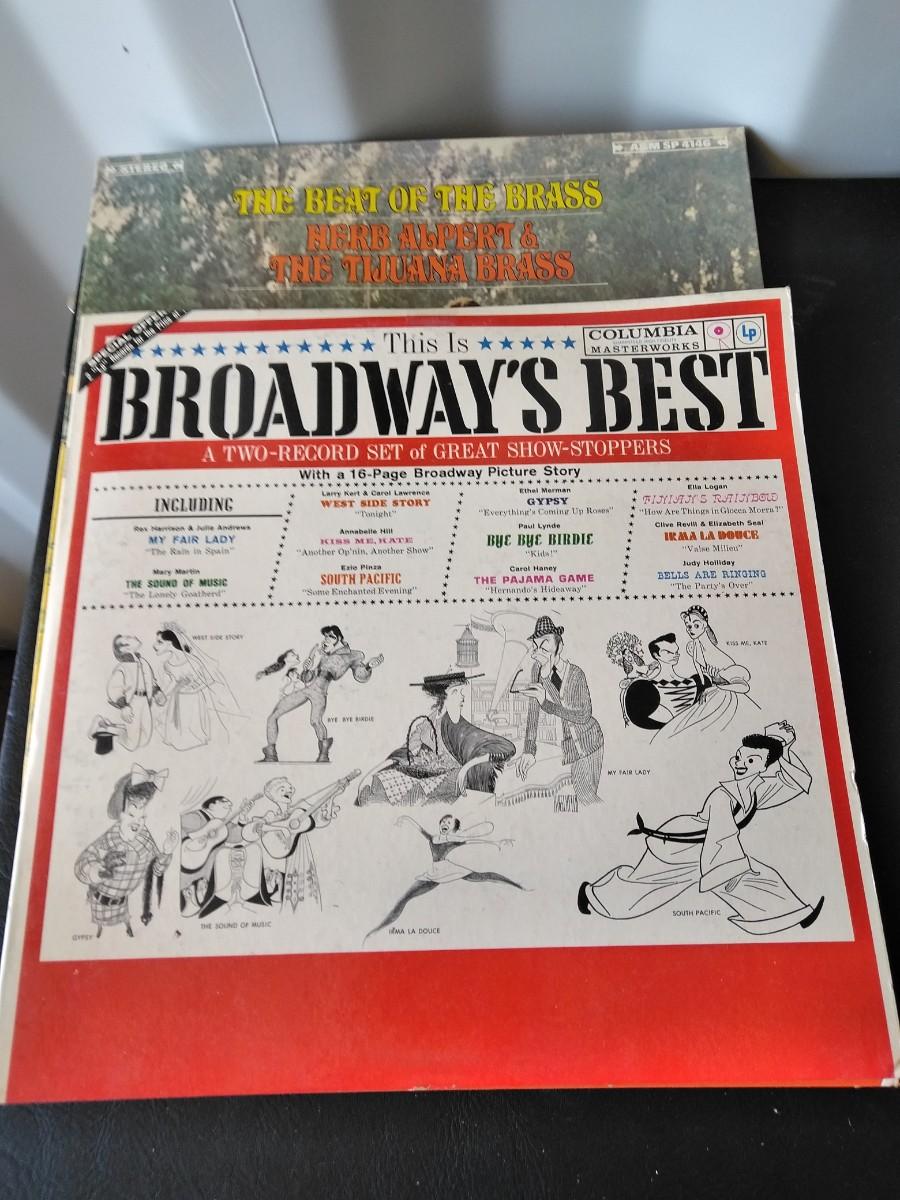 STEREO
A&M SP 4146
THE BEAT OF THE BRASS
HERB ALPERT &
THE TIJUANA BRASS
SPECIAL OFFER
This Is
COLUMBIA
MASTERWORKS
Lp
BROADWAY'S BEST
A TWO-RECORD SET of GREAT SHOW-STOPPERS
With a 16-Page Broadway Picture Story
INCLUDING
Rex Harrison & Julie Andrews
MY FAIR LADY
"The Rain in Spain"
Mary Martin
THE SOUND OF MUSIC
"The Lonely Goatherd"
Larry Kert & Carol Lawrence
WEST SIDE STORY
"Tonight"
Annabelle Hill
KISS ME, KATE
"Another Op'nin, Another Show"
Ezio Pinza
SOUTH PACIFIC
"Some Enchanted Evening"
Ethel Merman
GYPSY
"Everything's Coming Up Roses"
Paul Lynde
BYE BYE BIRDIE
"Kids!"
Carol Haney
THE PAJAMA GAME
"Hernando's Hideaway"
Ella Logan
FINIAN'S RAINBOW
"How Are Things in Glocca Morra?"
Clive Revill & Elizabeth Seal
IRMA LA DOUCE
"Valse Milieu"
Judy Holliday
BELLS ARE RINGING
"The Party's Over"
WEST SIDE STORY
BYE BYE BIRDIE
KISS ME, KATE
MY FAIR LADY
GYPSY
THE SOUND OF MUSIC
IRMA LA DOUCE
SOUTH PACIFIC